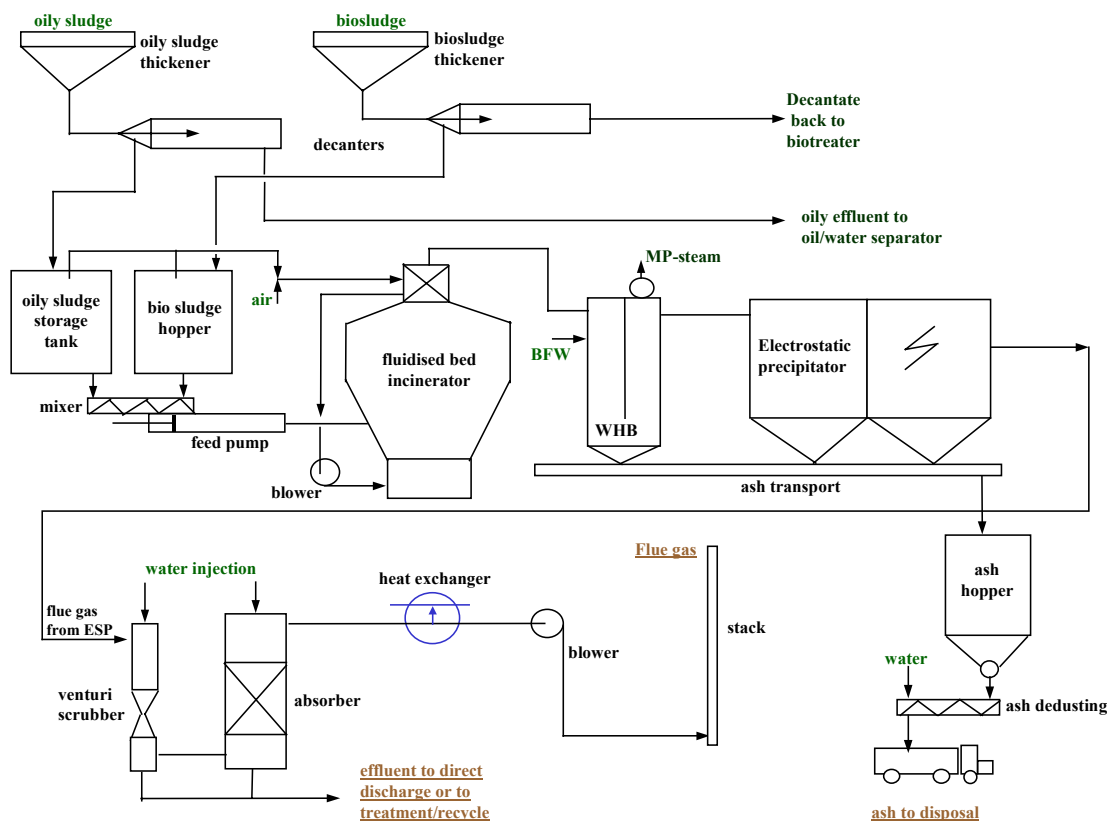 oily sludge
oily sludge
thickener
biosludge
biosludge
thickener
decanters
Decantate
back to
biotreater
oily effluent to
oil/water separator
oily sludge
storage
tank
bio sludge
hopper
air
mixer
feed pump
blower
fluidised bed
incinerator
MP-steam
BFW
WHB
Electrostatic
precipitator
ash transport
ash
hopper
water
ash dedusting
ash to disposal
flue gas
from ESP
water injection
venturi
scrubber
absorber
heat exchanger
blower
Flue gas
stack
effluent to direct
discharge or to
treatment/recycle